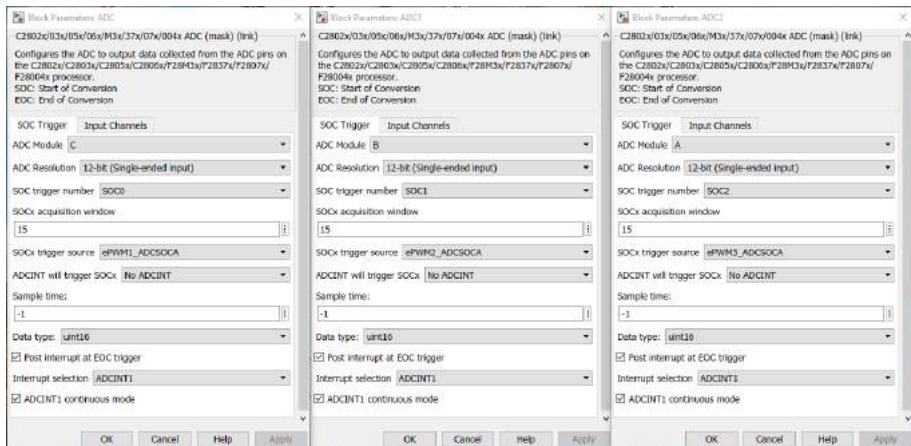 Block Parameters: ADC
C2802x/03x/05x/06x/M3x/37x/07x/004x ADC (mask) (link)
Configures the ADC to output data collected from the ADC pins on
the C2802x/C2803x/C2805x/C2806x/F28M3x/F2837x/F2807x/
F28004x processor.
SOC: Start of Conversion
EOC: End of Conversion
SOC Trigger Input Channels
ADC Module C
ADC Resolution 12-bit (Single-ended input)
SOC trigger number SOC0
SOCx acquisition window
15
SOCx trigger source ePWM1_ADCSOCA
ADCINT will trigger SOCx No ADCINT
Sample time:
-1
Data type: uint16
Post interrupt at EOC trigger
Interrupt selection ADCINT1
ADCINT1 continuous mode
OK Cancel Help Apply
Block Parameters: ADC1
C2802x/03x/05x/06x/M3x/37x/07x/004x ADC (mask) (link)
Configures the ADC to output data collected from the ADC pins on
the C2802x/C2803x/C2805x/C2806x/F28M3x/F2837x/F2807x/
F28004x processor.
SOC: Start of Conversion
EOC: End of Conversion
SOC Trigger Input Channels
ADC Module B
ADC Resolution 12-bit (Single-ended input)
SOC trigger number SOC1
SOCx acquisition window
15
SOCx trigger source ePWM2_ADCSOCA
ADCINT will trigger SOCx No ADCINT
Sample time:
-1
Data type: uint16
Post interrupt at EOC trigger
Interrupt selection ADCINT1
ADCINT1 continuous mode
OK Cancel Help Apply
Block Parameters: ADC2
C2802x/03x/05x/06x/M3x/37x/07x/004x ADC (mask) (link)
Configures the ADC to output data collected from the ADC pins on
the C2802x/C2803x/C2805x/C2806x/F28M3x/F2837x/F2807x/
F28004x processor.
SOC: Start of Conversion
EOC: End of Conversion
SOC Trigger Input Channels
ADC Module A
ADC Resolution 12-bit (Single-ended input)
SOC trigger number SOC2
SOCx acquisition window
15
SOCx trigger source ePWM3_ADCSOCA
ADCINT will trigger SOCx No ADCINT
Sample time:
-1
Data type: uint16
Post interrupt at EOC trigger
Interrupt selection ADCINT1
ADCINT1 continuous mode
OK Cancel Help Apply